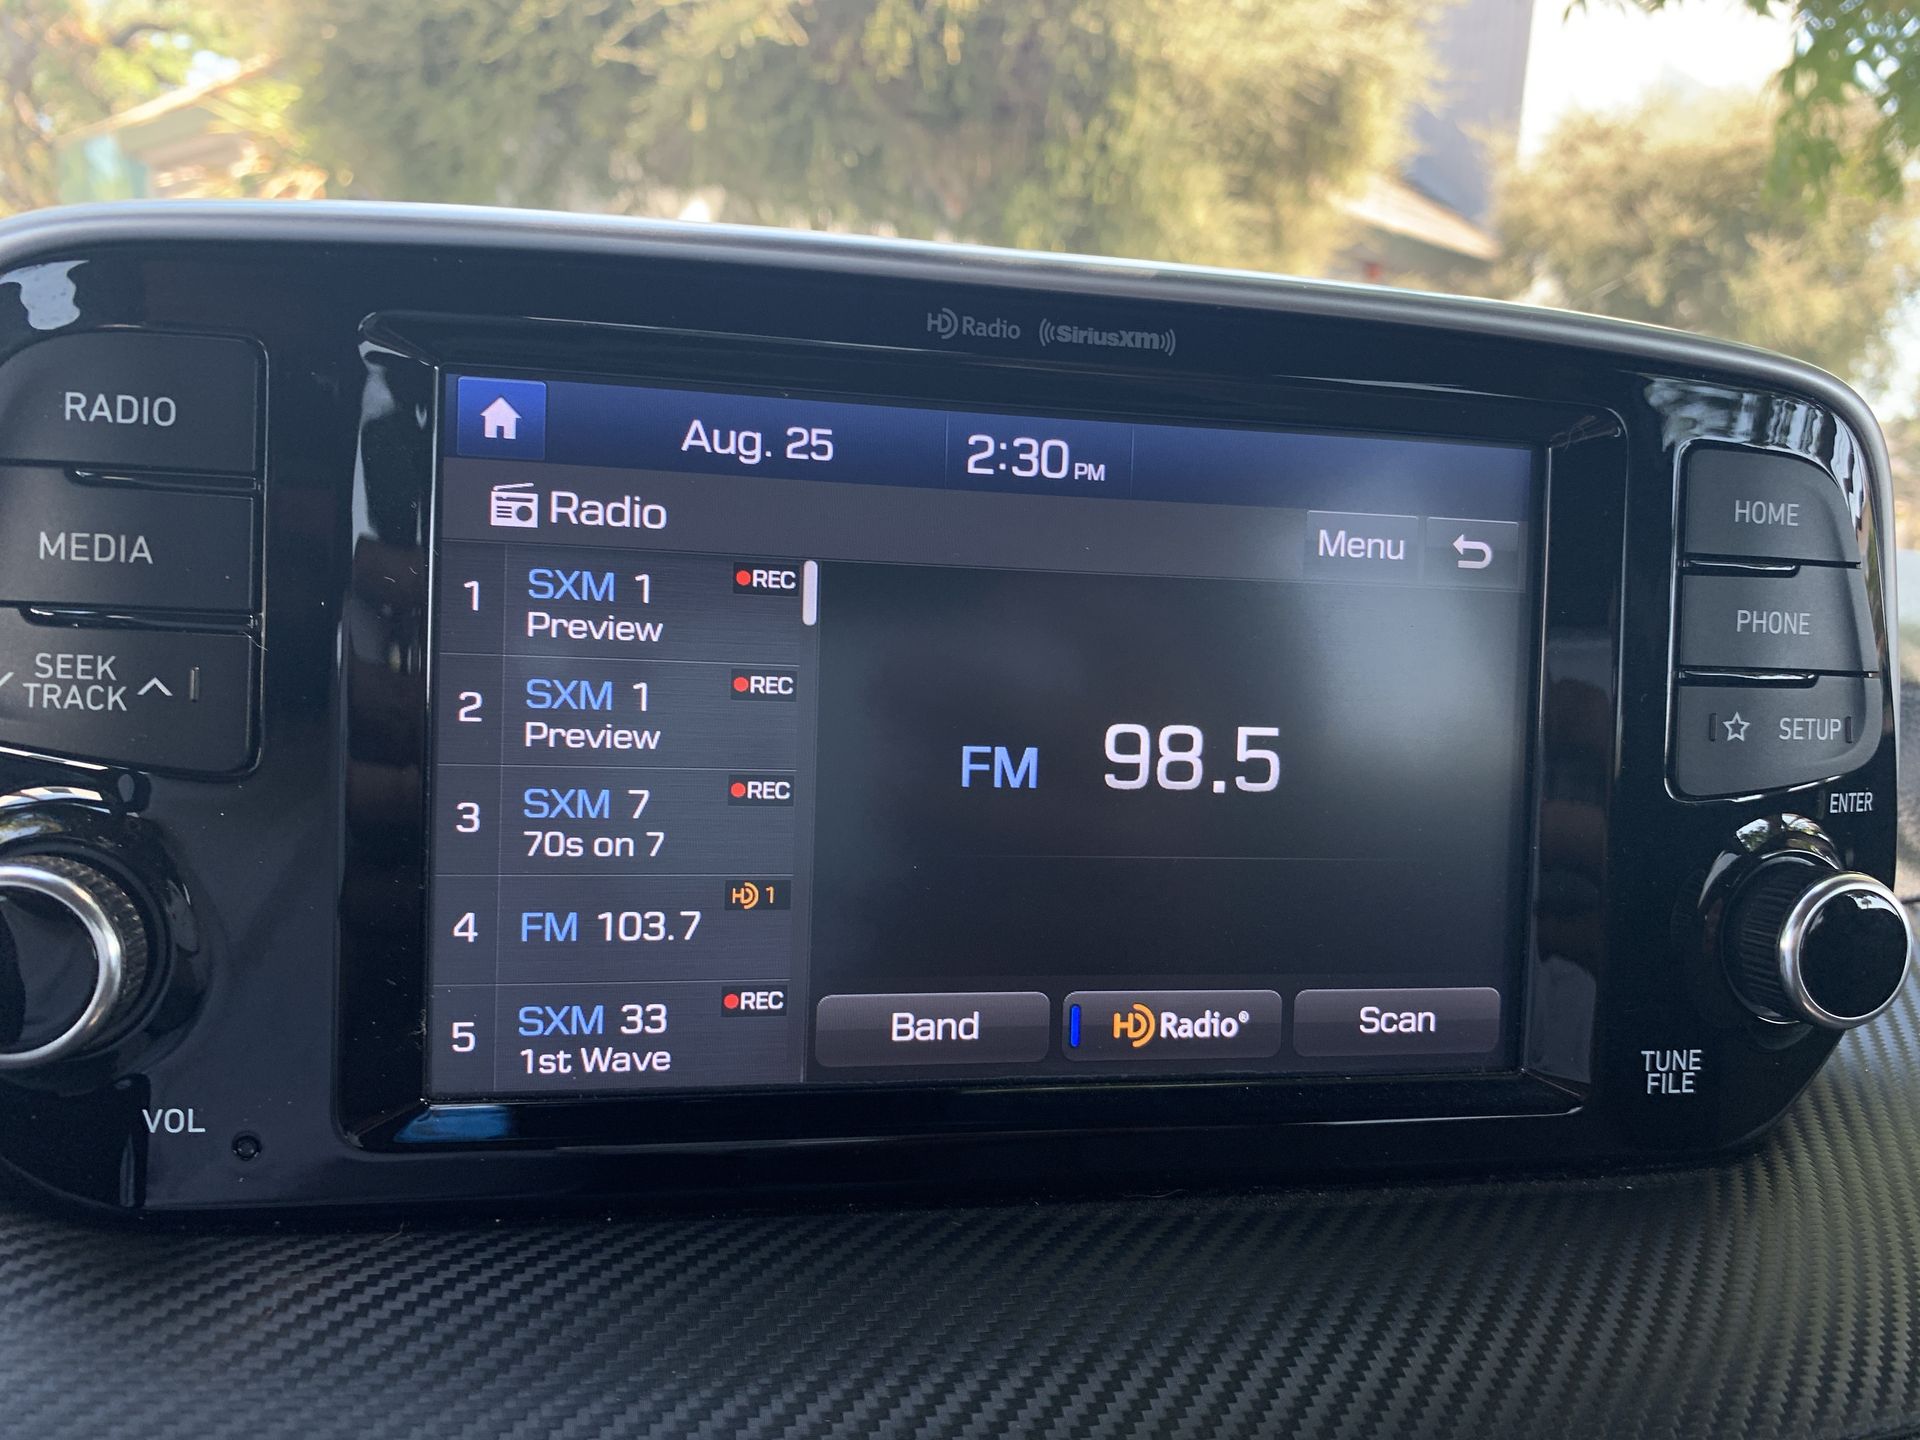 HD Radio ((SiriusXM))
RADIO
MEDIA
SEEK
TRACK
VOL
Aug. 25 2:30 PM
Radio
Menu
1 SXM 1 REC
Preview
2 SXM 1 REC
Preview
3 SXM 7 REC
70s on 7
4 FM 103.7 HD 1
5 SXM 33 REC
1st Wave
FM 98.5
Band HD Radio® Scan
HOME
PHONE
☆ SETUP
ENTER
TUNE
FILE